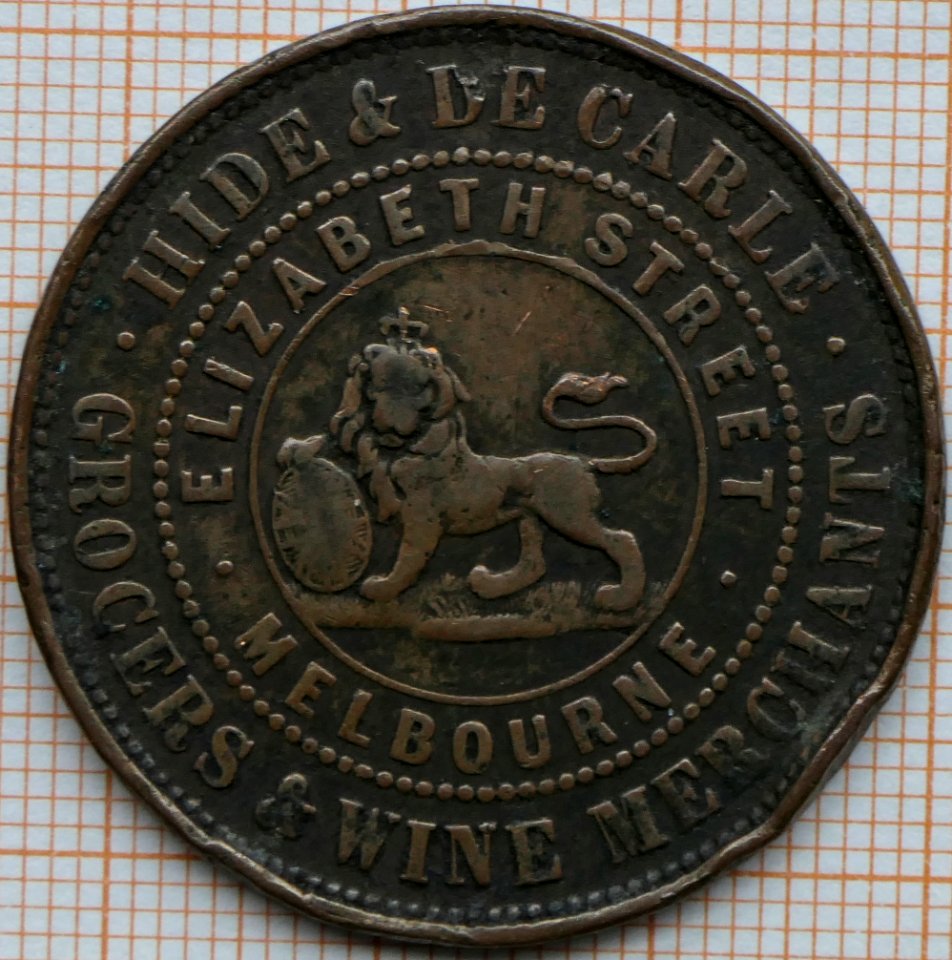 · HIDE & DE CARLE ·
GROCERS & WINE MERCHANTS
ELIZABETH STREET
· MELBOURNE ·